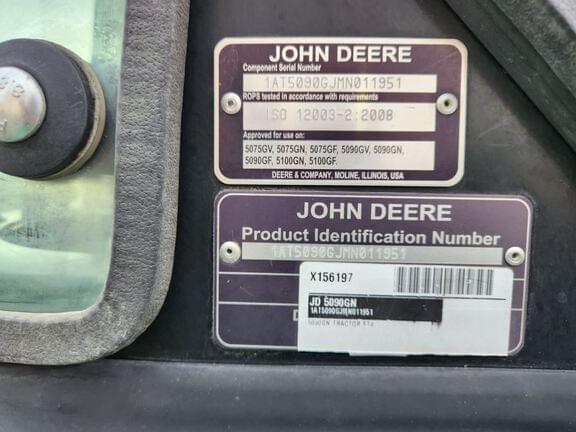 JOHN DEERE
Component Serial Number
1AT5090GJMN011951
ROPS tested in accordance with requirements
ISO 12003-2:2008
Approved for use on:
5075GV, 5075GN, 5075GF, 5090GV, 5090GN,
5090GF, 5100GN, 5100GF.
DEERE & COMPANY, MOLINE, ILLINOIS, USA
JOHN DEERE
Product Identification Number
1AT5090GJMN011951
X156197
JD 5090GN
1AT5090GJMN011951
5090GN TRACTOR